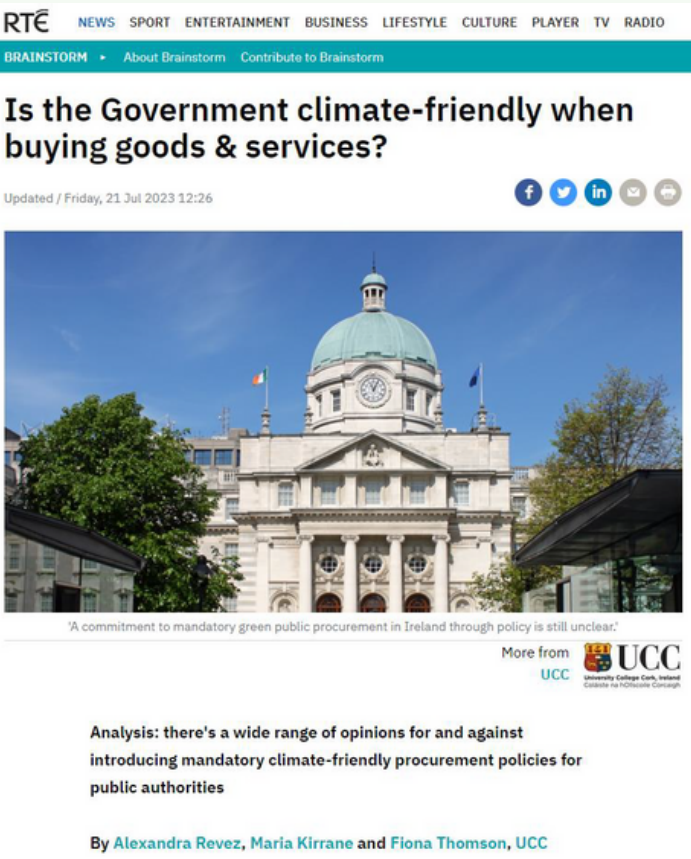 RTÉ NEWS SPORT ENTERTAINMENT BUSINESS LIFESTYLE CULTURE PLAYER TV RADIO
BRAINSTORM ▸ About Brainstorm Contribute to Brainstorm
Is the Government climate-friendly when
buying goods & services?
Updated / Friday, 21 Jul 2023 12:26
'A commitment to mandatory green public procurement in Ireland through policy is still unclear.'
More from
UCC
UCC
University College Cork, Ireland
Coláiste na hOllscoile Corcaigh
Analysis: there's a wide range of opinions for and against
introducing mandatory climate-friendly procurement policies for
public authorities
By Alexandra Revez, Maria Kirrane and Fiona Thomson, UCC